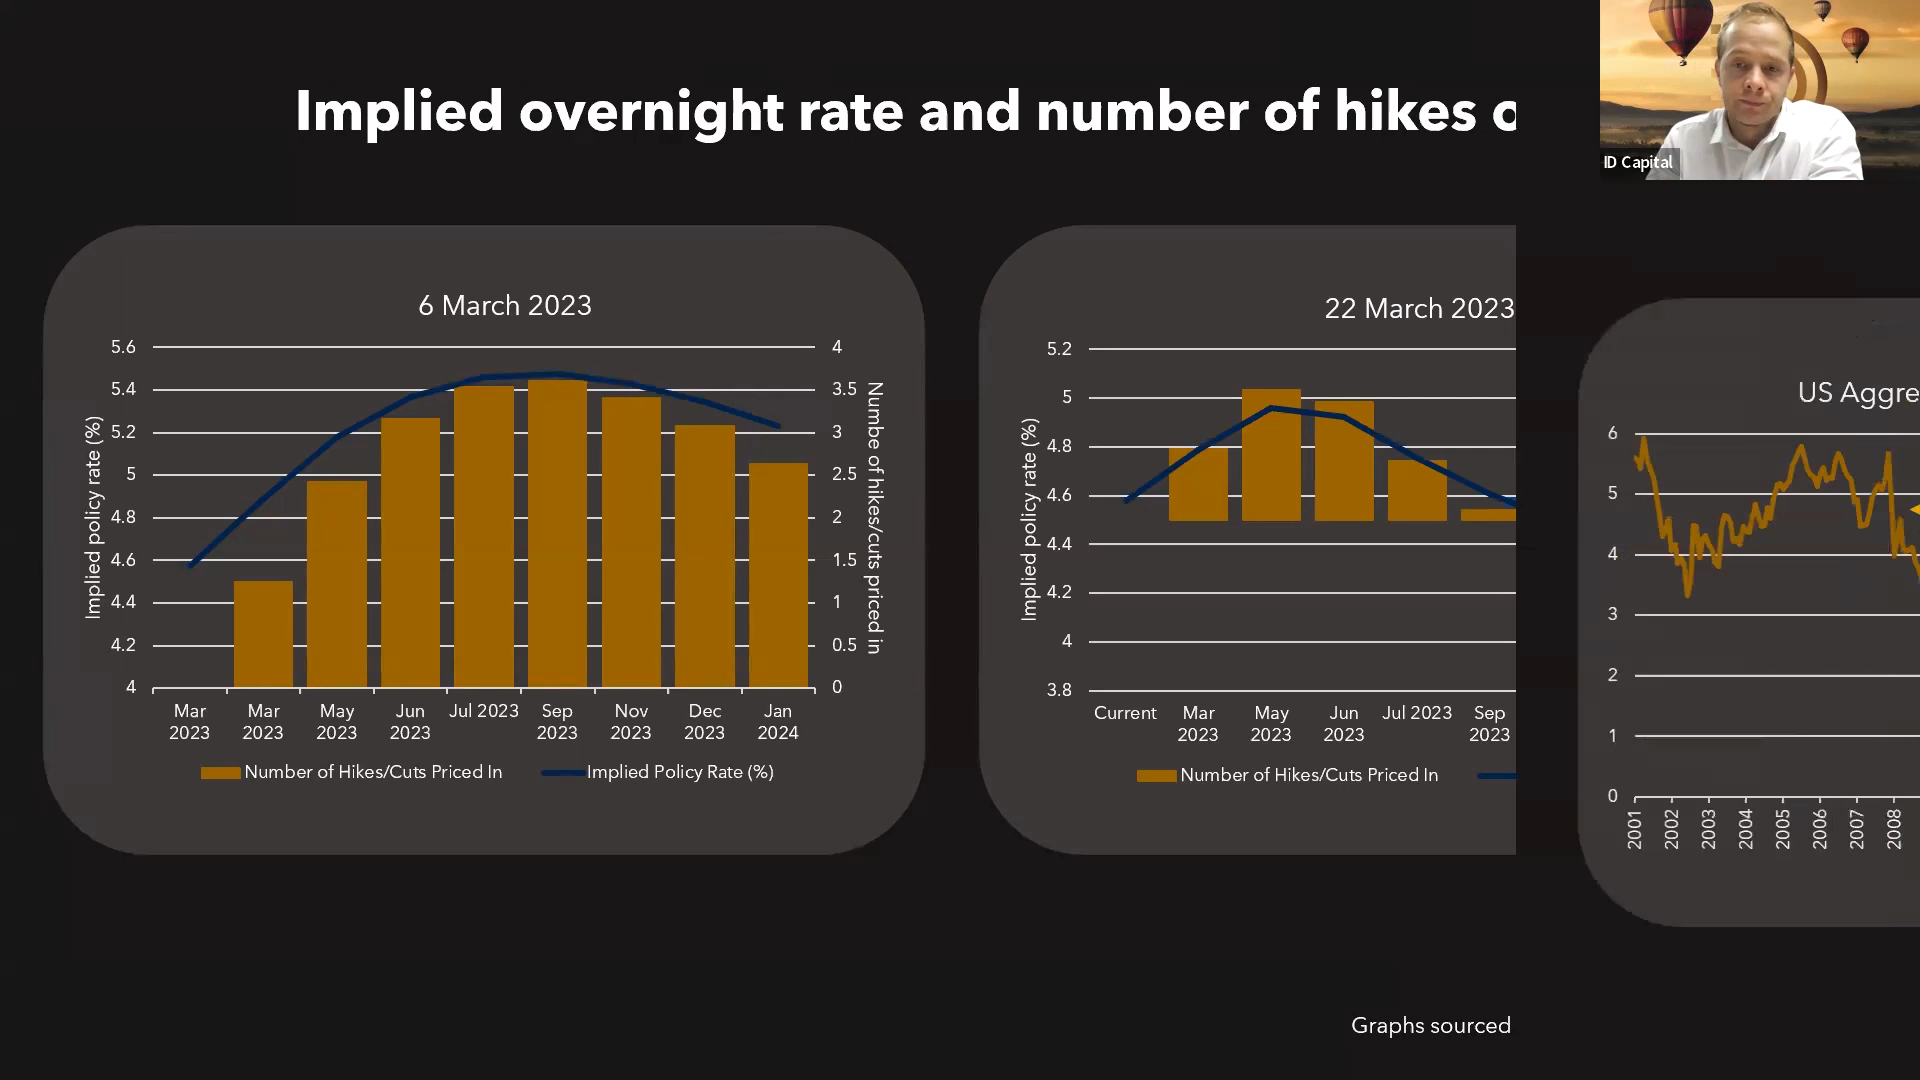 Implied overnight rate and number of hikes o
ID Capital
6 March 2023
5.6
5.4
5.2
5
4.8
4.6
4.4
4.2
4
Implied policy rate (%)
4
3.5
3
2.5
2
1.5
1
0.5
0
Numbe of hikes/cuts priced in
Mar 2023
Mar 2023
May 2023
Jun 2023
Jul 2023
Sep 2023
Nov 2023
Dec 2023
Jan 2024
Number of Hikes/Cuts Priced In
Implied Policy Rate (%)
22 March 2023
5.2
5
4.8
4.6
4.4
4.2
4
3.8
Implied policy rate (%)
Current
Mar 2023
May 2023
Jun 2023
Jul 2023
Sep 2023
Number of Hikes/Cuts Priced In
US Aggre
6
5
4
3
2
1
0
2001
2002
2003
2004
2005
2006
2007
2008
Graphs sourced